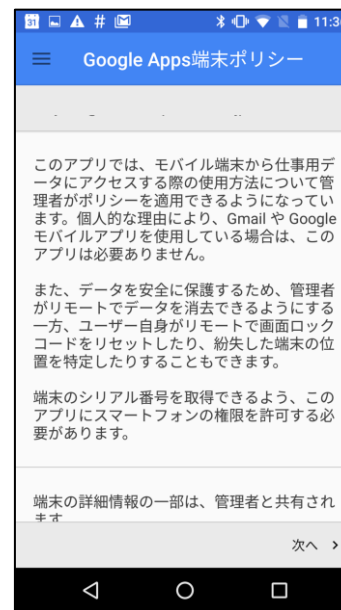 31
11:30
Google Apps端末ポリシー
このアプリでは、モバイル端末から仕事用デ
ータにアクセスする際の使用方法について管
理者がポリシーを適用できるようになってい
ます。個人的な理由により、Gmail や Google
モバイルアプリを使用している場合は、この
アプリは必要ありません。
また、データを安全に保護するため、管理者
がリモートでデータを消去できるようにする
一方、ユーザー自身がリモートで画面ロック
コードをリセットしたり、紛失した端末の位
置を特定したりすることもできます。
端末のシリアル番号を取得できるよう、この
アプリにスマートフォンの権限を許可する必
要があります。
端末の詳細情報の一部は、管理者と共有され
ます
次へ